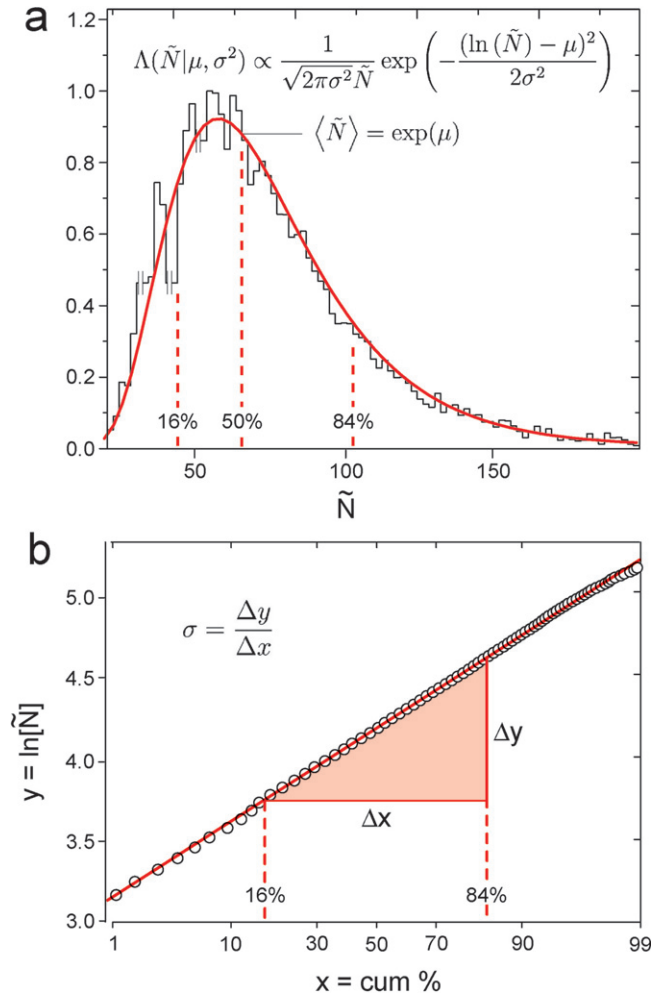 a
Λ(Ñ|μ, σ²) ∝ 1/(√(2πσ²)Ñ) exp(−(ln (Ñ) − μ)²/(2σ²))
⟨Ñ⟩ = exp(μ)
1.2
1.0
0.8
0.6
0.4
0.2
0.0
16% 50% 84%
50 100 150
Ñ
b
σ = Δy/Δx
y = ln[Ñ]
5.0
4.5
4.0
3.5
3.0
Δy
Δx
16% 84%
1 10 30 50 70 90 99
x = cum %